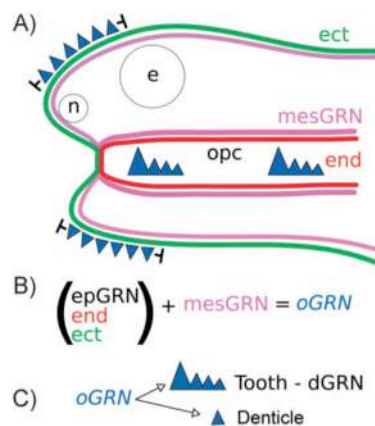 A)
ect
e
n
mesGRN
opc
end
B)
(epGRN
end
ect) + mesGRN = oGRN
C) oGRN
Tooth - dGRN
Denticle